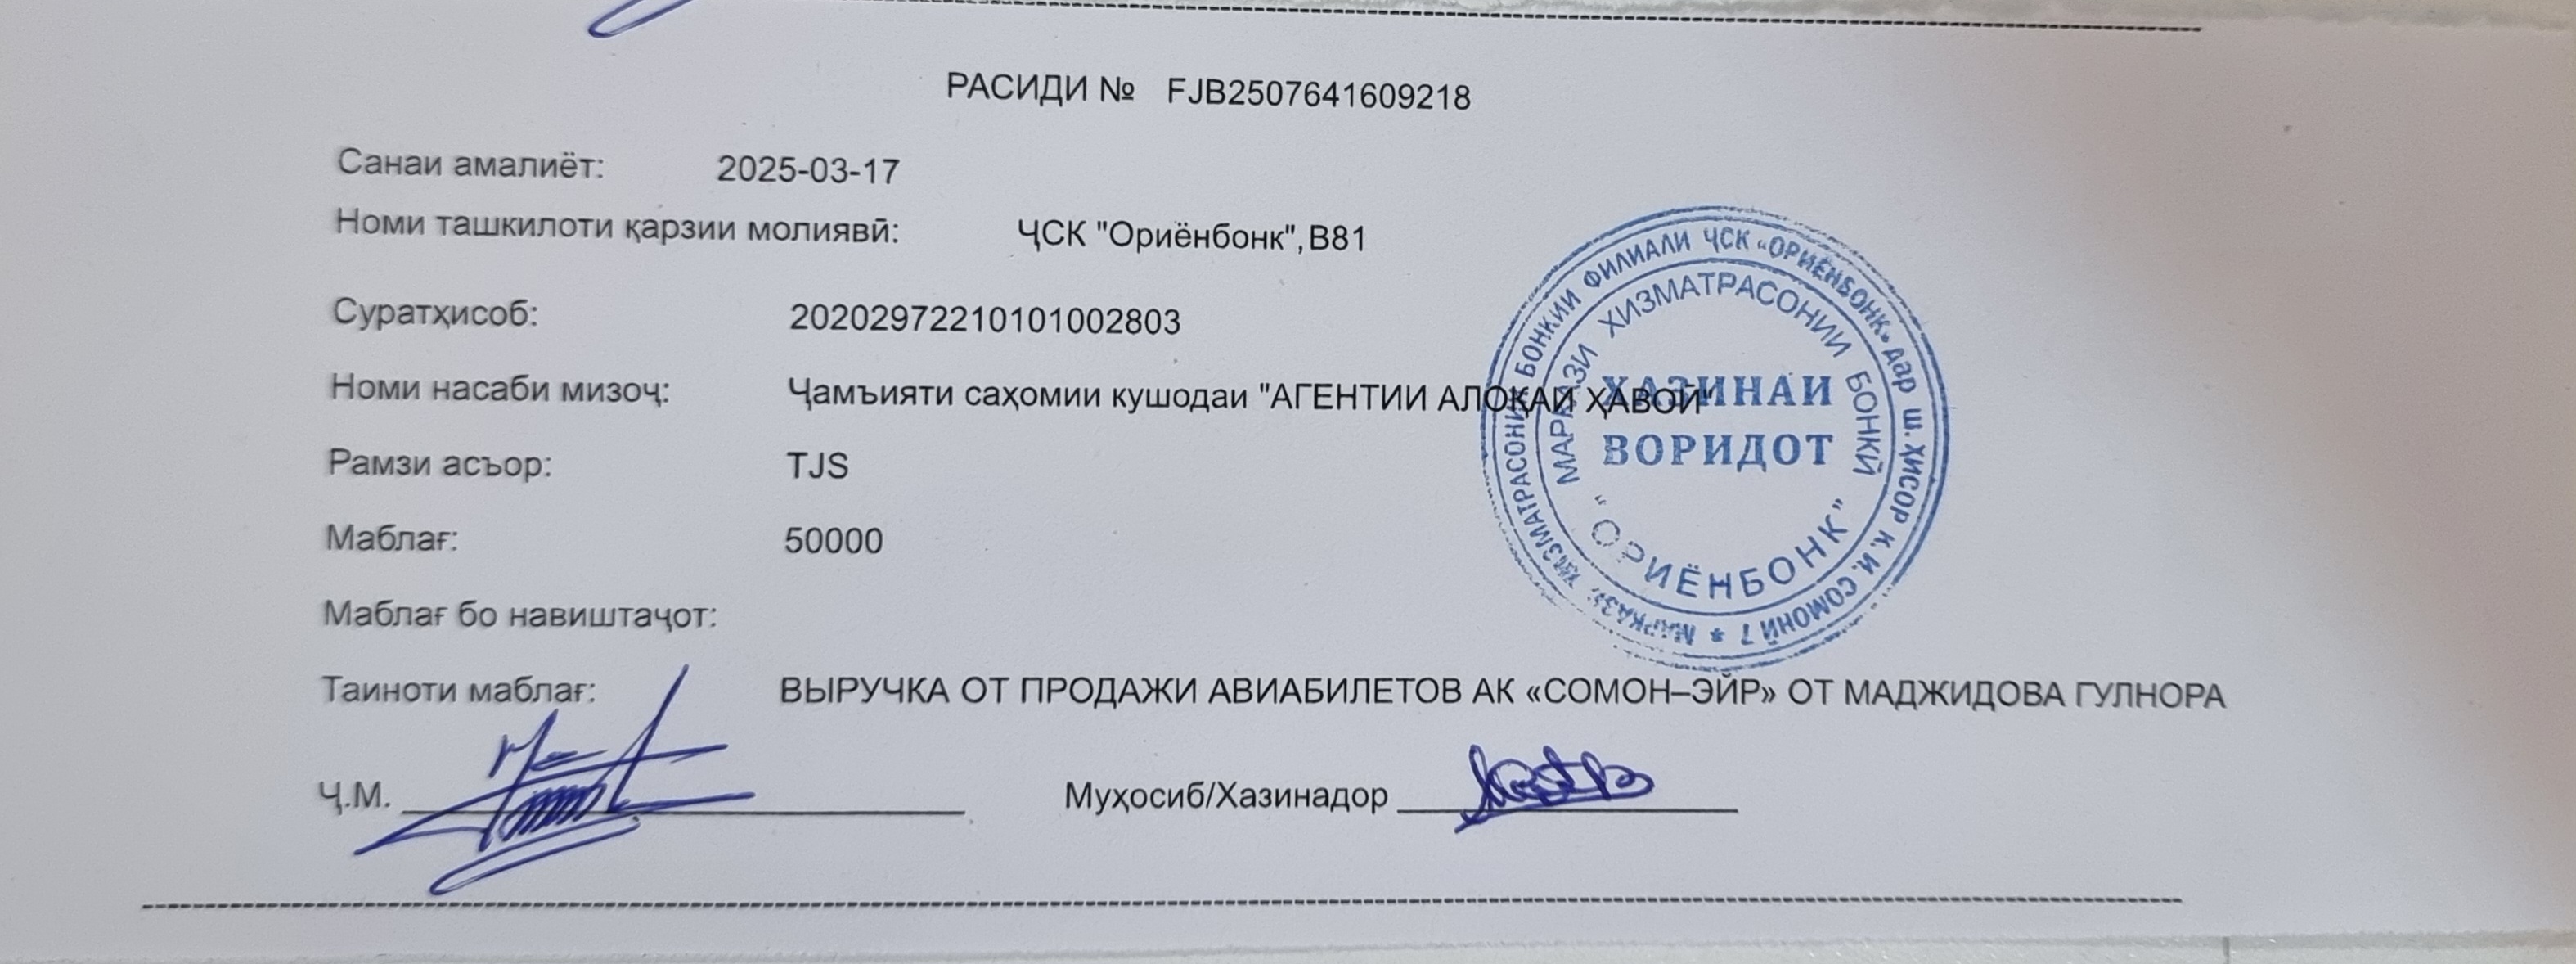 РАСИДИ № FJB2507641609218
Санаи амалиёт: 2025-03-17
Номи ташкилоти қарзии молиявӣ: ҶСК "Ориёнбонк",B81
Суратҳисоб: 20202972210101002803
Номи насаби мизоҷ: Ҷамъияти саҳомии кушодаи "АГЕНТИИ АЛОҚАИ ҲАВОӢ"
Рамзи асъор: TJS
Маблағ: 50000
Маблағ бо навиштаҷот:
Таиноти маблағ: ВЫРУЧКА ОТ ПРОДАЖИ АВИАБИЛЕТОВ АК «СОМОН–ЭЙР» ОТ МАДЖИДОВА ГУЛНОРА
Ҷ.М. Муҳосиб/Хазинадор
МАРКАЗИ ХИЗМАТРАСОНИИ БОНКИИ ФИЛИАЛИ ҶСК «ОРИЁНБОНК» дар Ш. ҲИСОР К. И. СОМОНӢ 7 *
МАРКАЗИ ХИЗМАТРАСОНИИ БОНКӢ
"ОРИЁНБОНК"
ХАЗИНАИ
ВОРИДОТ